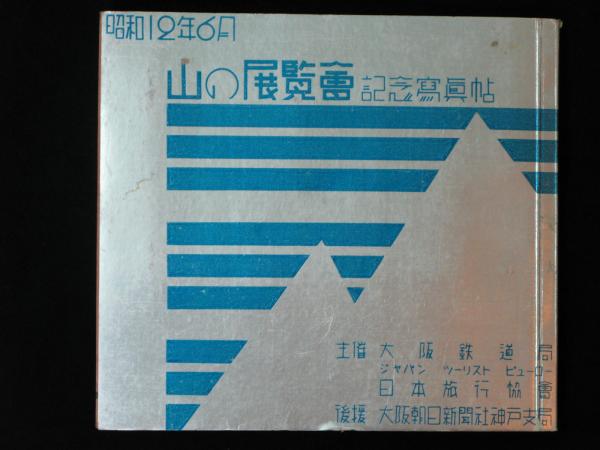 昭和12年6月
山の展覧會 記念寫眞帖
主催 大阪鉄道局
ジャパン ツーリスト ビューロー
日本旅行協會
後援 大阪朝日新聞社神戸支局